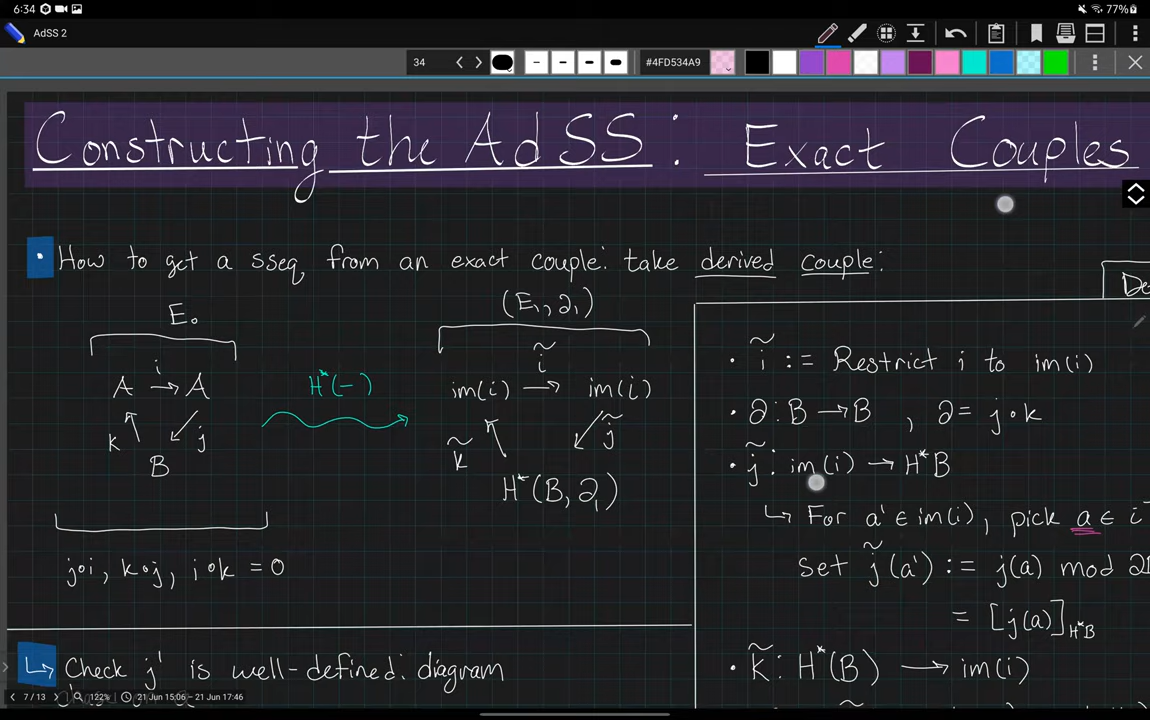 6:34
77%
AdSS 2
34
#4FD534A9
Constructing the AdSS: Exact Couples
• How to get a sseq from an exact couple: take derived couple:
E₀
A →i A
k j
B
j∘i, k∘j, i∘k = 0
H*(-)
(E₁, ∂₁)
im(i) →ĩ im(i)
k̃ j̃
H*(B, ∂₁)
↳ Check j' is well-defined: diagram
De
• ĩ := Restrict i to im(i)
• ∂: B → B , ∂ = j∘k
• j̃: im(i) → H*B
↳ For a' ∈ im(i), pick a ∈ i
Set j̃(a') := j(a) mod ∂
= [j(a)]_{H*B}
• k̃: H*(B) → im(i)
7 / 13
122%
21 Jun 15:06 – 21 Jun 17:46